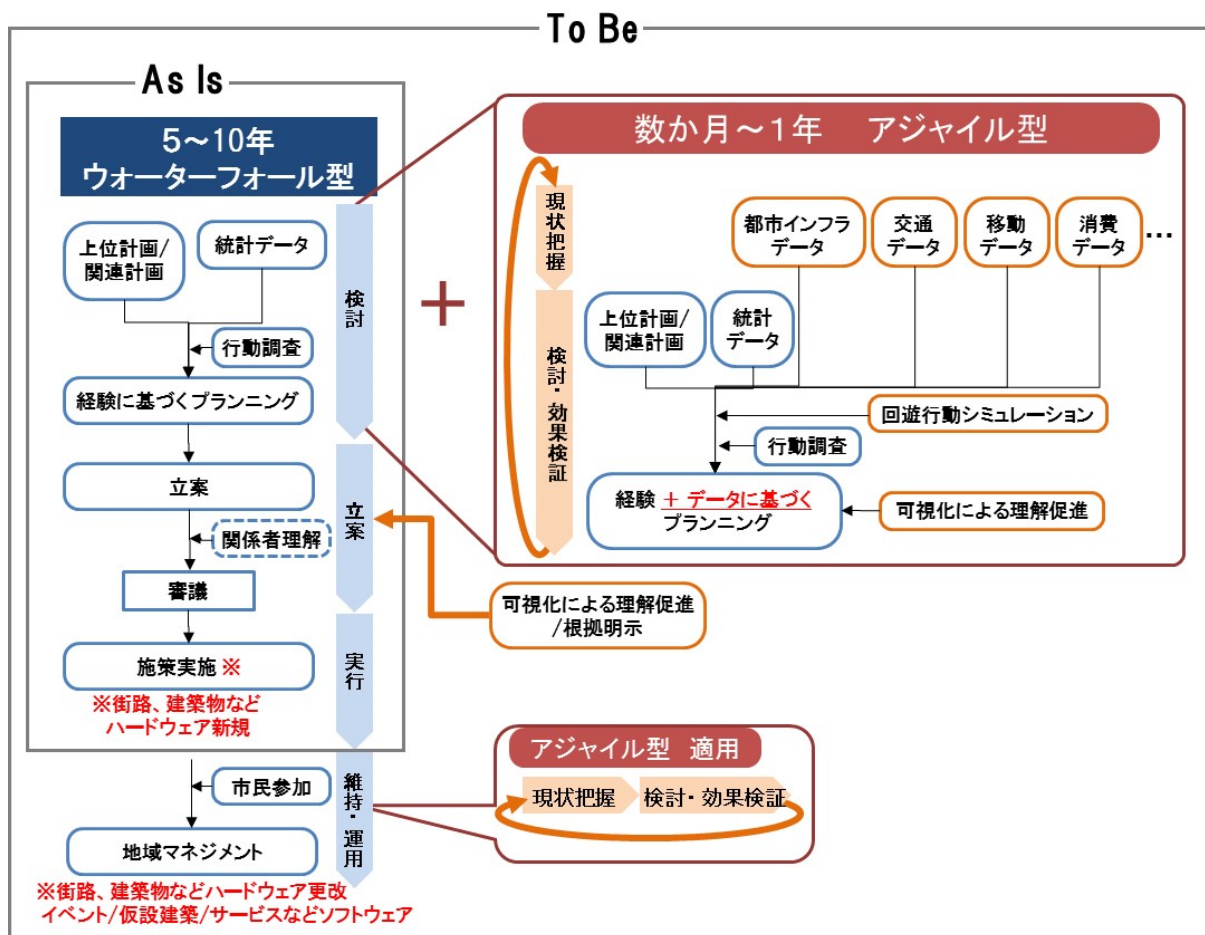 To Be
As Is
5～10年
ウォーターフォール型
上位計画/
関連計画
統計データ
行動調査
経験に基づくプランニング
立案
関係者理解
審議
施策実施 ※
※街路、建築物など
ハードウェア新規
市民参加
地域マネジメント
※街路、建築物などハードウェア更改
イベント/仮設建築/サービスなどソフトウェア
検討
立案
実行
維持・運用
＋
数か月～1年　アジャイル型
現状把握
検討・効果検証
都市インフラ
データ
交通
データ
移動
データ
消費
データ
…
上位計画/
関連計画
統計
データ
回遊行動シミュレーション
行動調査
経験 ＋ データに基づく
プランニング
可視化による理解促進
可視化による理解促進
/根拠明示
アジャイル型 適用
現状把握
検討・効果検証